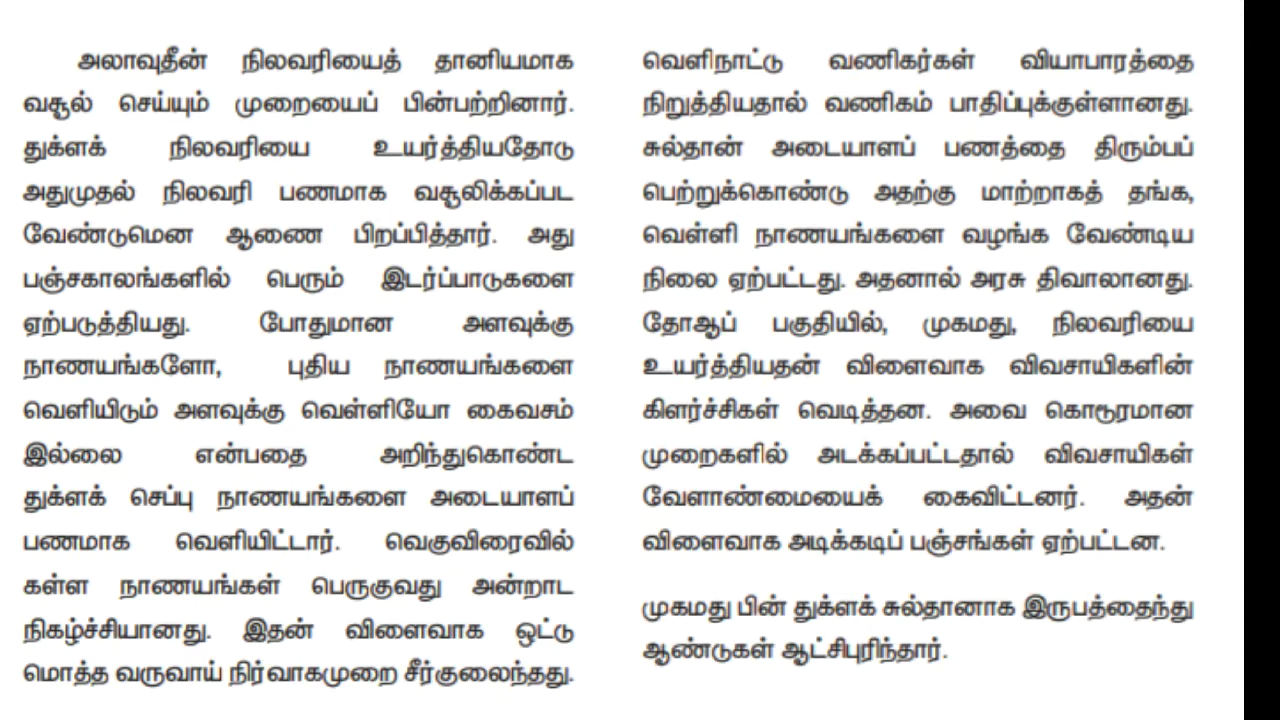 அலாவுதீன் நிலவரியைத் தானியமாக
வசூல் செய்யும் முறையைப் பின்பற்றினார்.
துக்ளக் நிலவரியை உயர்த்தியதோடு
அதுமுதல் நிலவரி பணமாக வசூலிக்கப்பட
வேண்டுமென ஆணை பிறப்பித்தார். அது
பஞ்சகாலங்களில் பெரும் இடர்ப்பாடுகளை
ஏற்படுத்தியது. போதுமான அளவுக்கு
நாணயங்களோ, புதிய நாணயங்களை
வெளியிடும் அளவுக்கு வெள்ளியோ கைவசம்
இல்லை என்பதை அறிந்துகொண்ட
துக்ளக் செப்பு நாணயங்களை அடையாளப்
பணமாக வெளியிட்டார். வெகுவிரைவில்
கள்ள நாணயங்கள் பெருகுவது அன்றாட
நிகழ்ச்சியானது. இதன் விளைவாக ஒட்டு
மொத்த வருவாய் நிர்வாகமுறை சீர்குலைந்தது.
வெளிநாட்டு வணிகர்கள் வியாபாரத்தை
நிறுத்தியதால் வணிகம் பாதிப்புக்குள்ளானது.
சுல்தான் அடையாளப் பணத்தை திரும்பப்
பெற்றுக்கொண்டு அதற்கு மாற்றாகத் தங்க,
வெள்ளி நாணயங்களை வழங்க வேண்டிய
நிலை ஏற்பட்டது. அதனால் அரசு திவாலானது.
தோஆப் பகுதியில், முகமது, நிலவரியை
உயர்த்தியதன் விளைவாக விவசாயிகளின்
கிளர்ச்சிகள் வெடித்தன. அவை கொரூரமான
முறைகளில் அடக்கப்பட்டதால் விவசாயிகள்
வேளாண்மையைக் கைவிட்டனர். அதன்
விளைவாக அடிக்கடிப் பஞ்சங்கள் ஏற்பட்டன.
முகமது பின் துக்ளக் சுல்தானாக இருபத்தைந்து
ஆண்டுகள் ஆட்சிபுரிந்தார்.